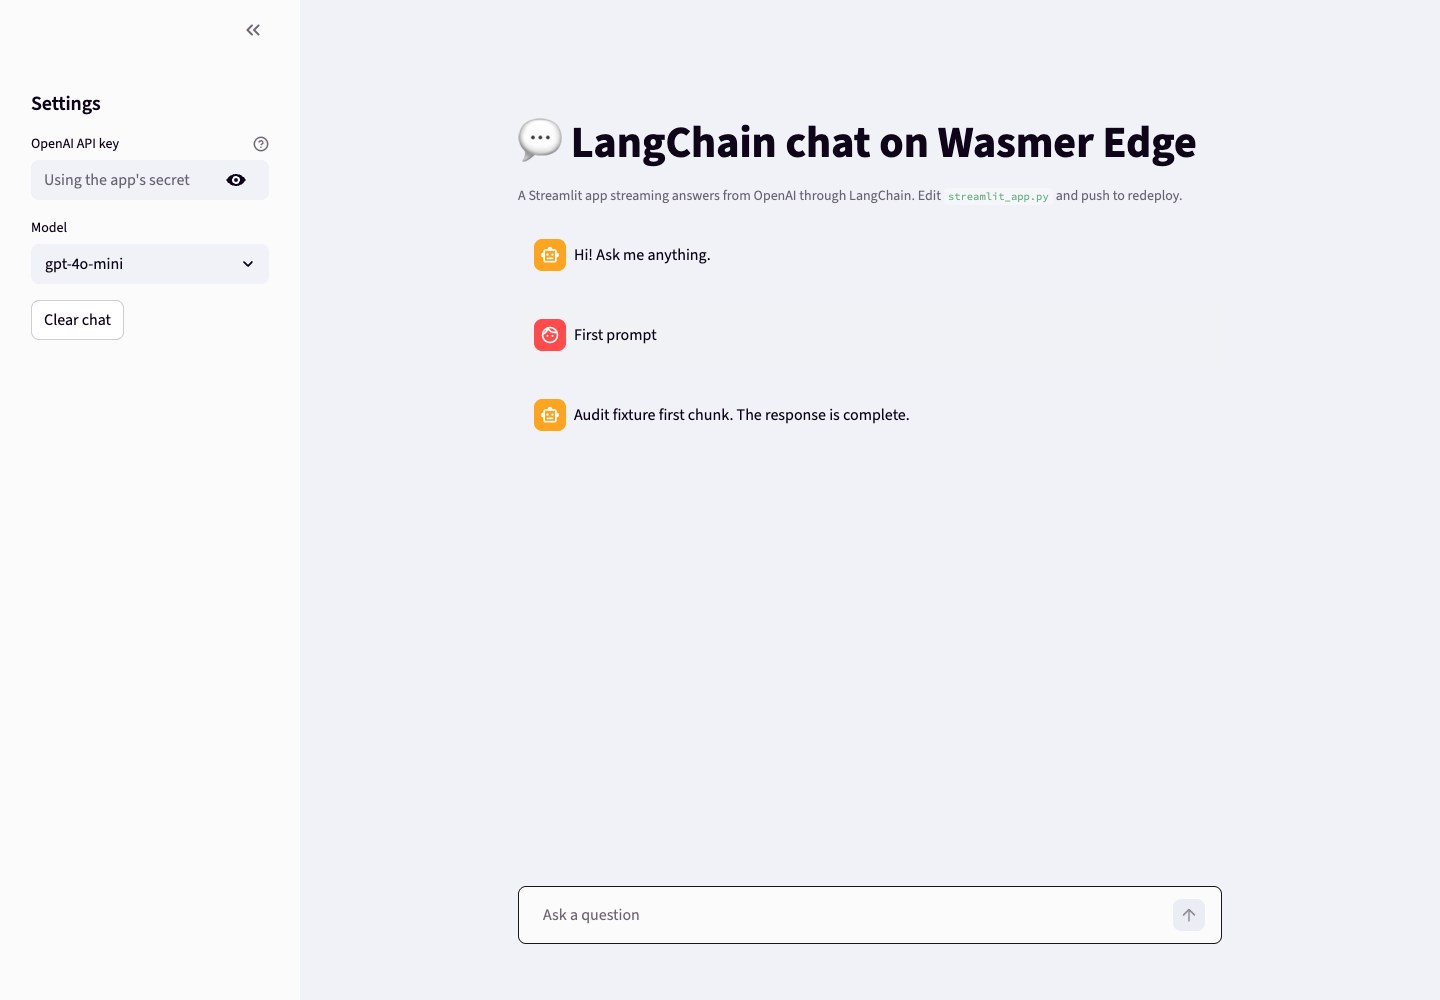 Settings
OpenAI API key
Using the app's secret
Model
gpt-4o-mini
Clear chat
LangChain chat on Wasmer Edge
A Streamlit app streaming answers from OpenAI through LangChain. Edit streamlit_app.py and push to redeploy.
Hi! Ask me anything.
First prompt
Audit fixture first chunk. The response is complete.
Ask a question